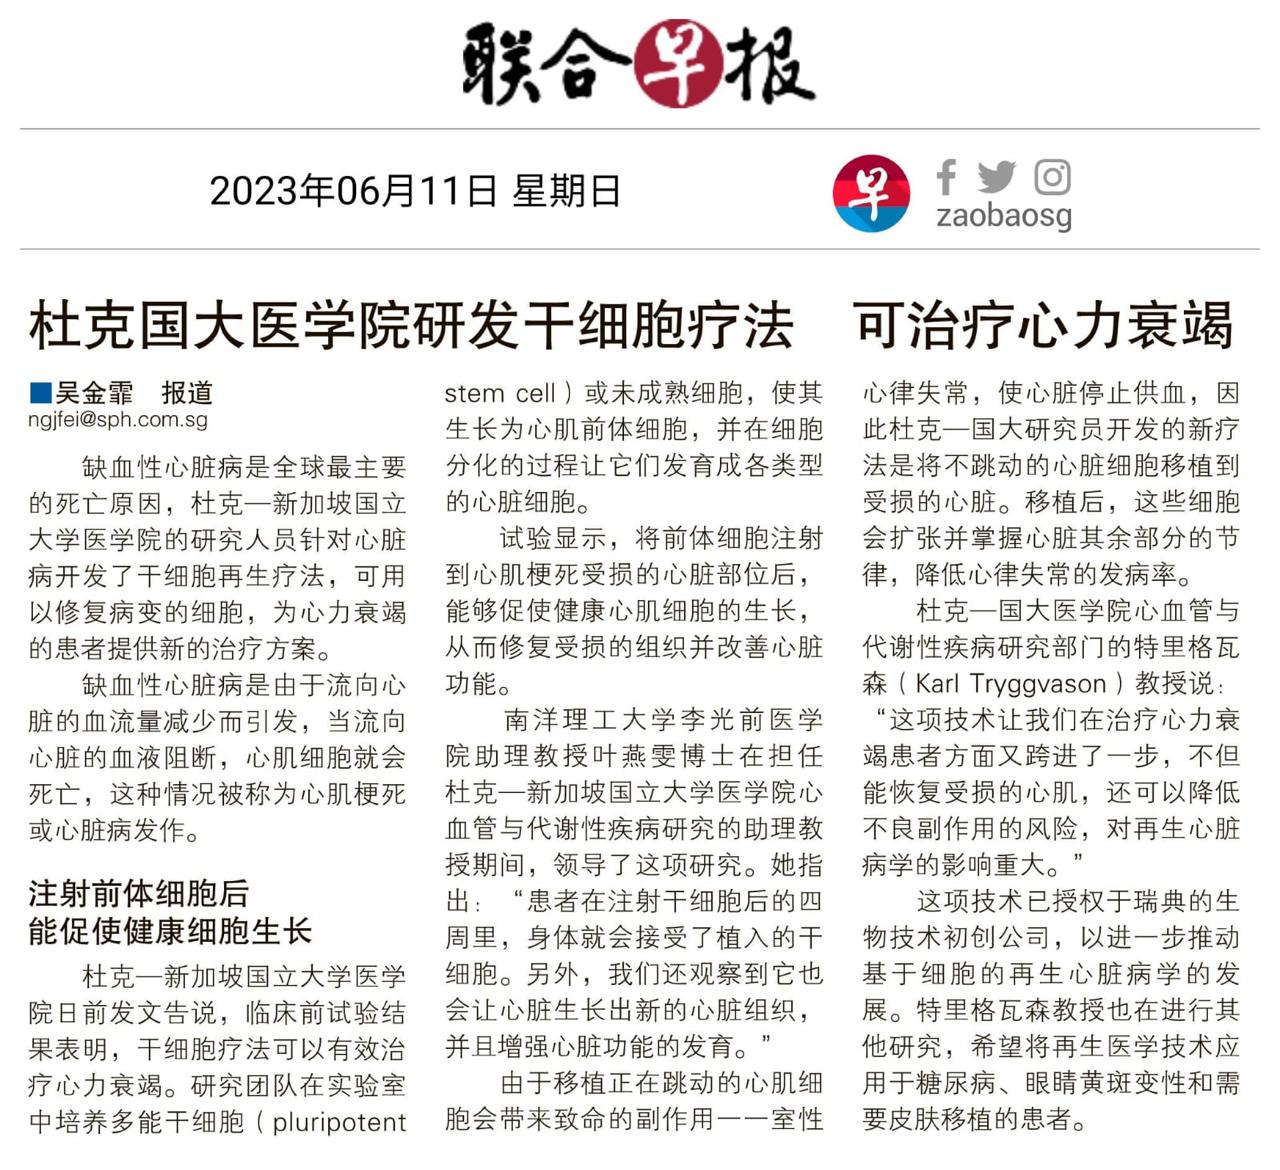 联合早报
2023年06月11日 星期日
早
zaobaosg
杜克国大医学院研发干细胞疗法 可治疗心力衰竭
■吴金霏 报道
ngjfei@sph.com.sg
缺血性心脏病是全球最主要
的死亡原因，杜克—新加坡国立
大学医学院的研究人员针对心脏
病开发了干细胞再生疗法，可用
以修复病变的细胞，为心力衰竭
的患者提供新的治疗方案。
缺血性心脏病是由于流向心
脏的血流量减少而引发，当流向
心脏的血液阻断，心肌细胞就会
死亡，这种情况被称为心肌梗死
或心脏病发作。
注射前体细胞后
能促使健康细胞生长
杜克—新加坡国立大学医学
院日前发文告说，临床前试验结
果表明，干细胞疗法可以有效治
疗心力衰竭。研究团队在实验室
中培养多能干细胞（pluripotent
stem cell）或未成熟细胞，使其
生长为心肌前体细胞，并在细胞
分化的过程让它们发育成各类型
的心脏细胞。
试验显示，将前体细胞注射
到心肌梗死受损的心脏部位后，
能够促使健康心肌细胞的生长，
从而修复受损的组织并改善心脏
功能。
南洋理工大学李光前医学
院助理教授叶燕雯博士在担任
杜克—新加坡国立大学医学院心
血管与代谢性疾病研究的助理教
授期间，领导了这项研究。她指
出：“患者在注射干细胞后的四
周里，身体就会接受了植入的干
细胞。另外，我们还观察到它也
会让心脏生长出新的心脏组织，
并且增强心脏功能的发育。”
由于移植正在跳动的心肌细
胞会带来致命的副作用——室性
心律失常，使心脏停止供血，因
此杜克—国大研究员开发的新疗
法是将不跳动的心脏细胞移植到
受损的心脏。移植后，这些细胞
会扩张并掌握心脏其余部分的节
律，降低心律失常的发病率。
杜克—国大医学院心血管与
代谢性疾病研究部门的特里格瓦
森（Karl Tryggvason）教授说：
“这项技术让我们在治疗心力衰
竭患者方面又跨进了一步，不但
能恢复受损的心肌，还可以降低
不良副作用的风险，对再生心脏
病学的影响重大。”
这项技术已授权于瑞典的生
物技术初创公司，以进一步推动
基于细胞的再生心脏病学的发
展。特里格瓦森教授也在进行其
他研究，希望将再生医学技术应
用于糖尿病、眼睛黄斑变性和需
要皮肤移植的患者。